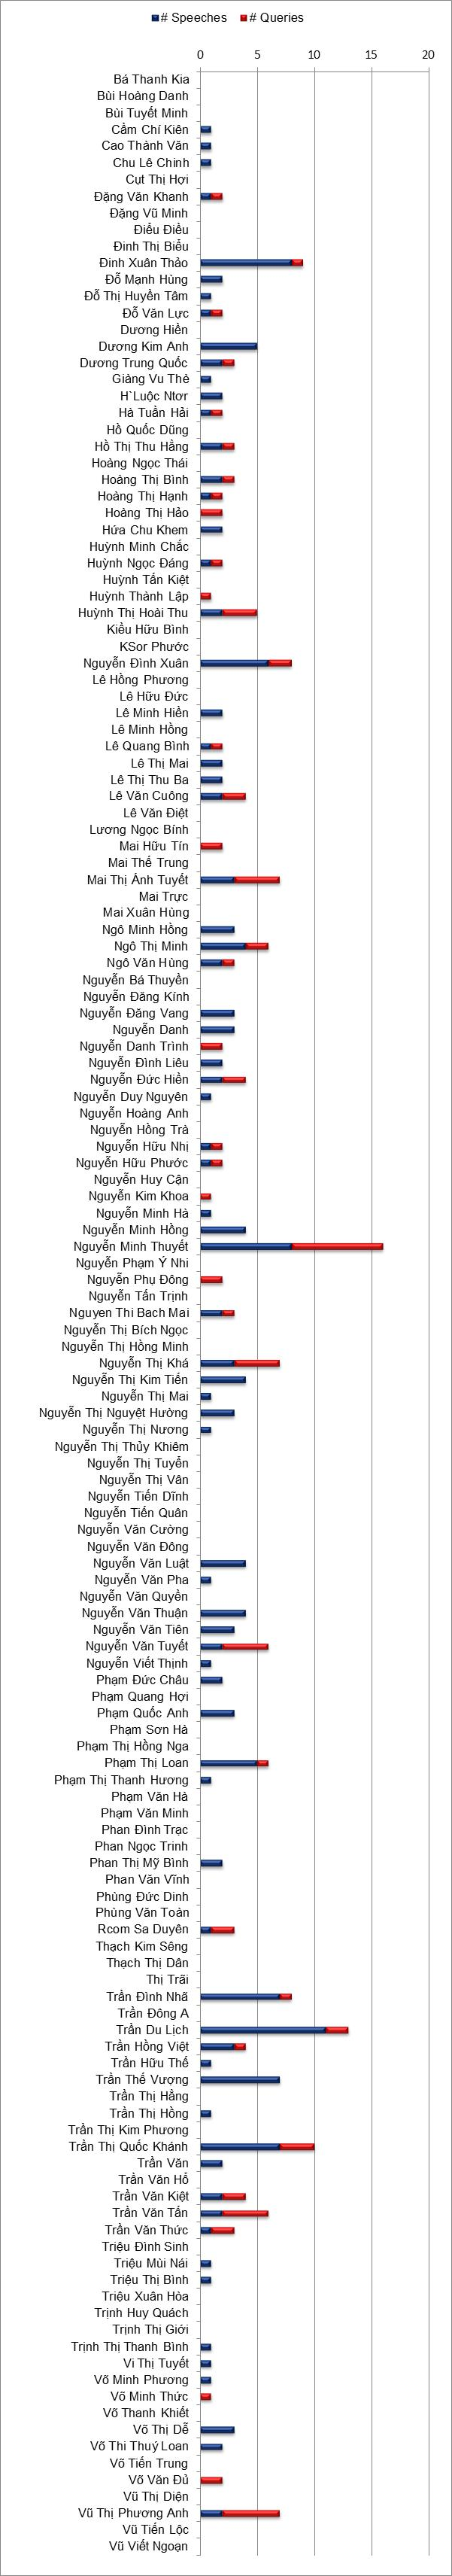 # Speeches # Queries
0 5 10 15 20
Bá Thanh Kia
Bùi Hoàng Danh
Bùi Tuyết Minh
Cầm Chí Kiên
Cao Thành Văn
Chu Lê Chinh
Cụt Thị Hợi
Đặng Văn Khanh
Đặng Vũ Minh
Điểu Điều
Đinh Thị Biểu
Đinh Xuân Thảo
Đỗ Mạnh Hùng
Đỗ Thị Huyền Tâm
Đỗ Văn Lực
Dương Hiền
Dương Kim Anh
Dương Trung Quốc
Giàng Vu Thè
H`Luộc Ntơr
Hà Tuấn Hải
Hồ Quốc Dũng
Hồ Thị Thu Hằng
Hoàng Ngọc Thái
Hoàng Thị Bình
Hoàng Thị Hạnh
Hoàng Thị Hảo
Hứa Chu Khem
Huỳnh Minh Chắc
Huỳnh Ngọc Đáng
Huỳnh Tấn Kiệt
Huỳnh Thành Lập
Huỳnh Thị Hoài Thu
Kiều Hữu Bình
KSor Phước
Nguyễn Đình Xuân
Lê Hồng Phương
Lê Hữu Đức
Lê Minh Hiền
Lê Minh Hồng
Lê Quang Bình
Lê Thị Mai
Lê Thị Thu Ba
Lê Văn Cuông
Lê Văn Điệt
Lương Ngọc Bính
Mai Hữu Tín
Mai Thế Trung
Mai Thị Ánh Tuyết
Mai Trực
Mai Xuân Hùng
Ngô Minh Hồng
Ngô Thị Minh
Ngô Văn Hùng
Nguyễn Bá Thuyền
Nguyễn Đăng Kính
Nguyễn Đăng Vang
Nguyễn Danh
Nguyễn Danh Trình
Nguyễn Đình Liêu
Nguyễn Đức Hiền
Nguyễn Duy Nguyên
Nguyễn Hoàng Anh
Nguyễn Hồng Trà
Nguyễn Hữu Nhị
Nguyễn Hữu Phước
Nguyễn Huy Cận
Nguyễn Kim Khoa
Nguyễn Minh Hà
Nguyễn Minh Hồng
Nguyễn Minh Thuyết
Nguyễn Phạm Ý Nhi
Nguyễn Phụ Đông
Nguyễn Tấn Trịnh
Nguyen Thi Bach Mai
Nguyễn Thị Bích Ngọc
Nguyễn Thị Hồng Minh
Nguyễn Thị Khá
Nguyễn Thị Kim Tiến
Nguyễn Thị Mai
Nguyễn Thị Nguyệt Hường
Nguyễn Thị Nương
Nguyễn Thị Thủy Khiêm
Nguyễn Thị Tuyến
Nguyễn Thị Vân
Nguyễn Tiến Dĩnh
Nguyễn Tiến Quân
Nguyễn Văn Cường
Nguyễn Văn Đông
Nguyễn Văn Luật
Nguyễn Văn Pha
Nguyễn Văn Quyền
Nguyễn Văn Thuận
Nguyễn Văn Tiên
Nguyễn Văn Tuyết
Nguyễn Viết Thịnh
Phạm Đức Châu
Phạm Quang Hợi
Phạm Quốc Anh
Phạm Sơn Hà
Phạm Thị Hồng Nga
Phạm Thị Loan
Phạm Thị Thanh Hương
Phạm Văn Hà
Phạm Văn Minh
Phan Đình Trạc
Phan Ngọc Trinh
Phan Thị Mỹ Bình
Phan Văn Vĩnh
Phùng Đức Dinh
Phùng Văn Toàn
Rcom Sa Duyên
Thạch Kim Sêng
Thạch Thị Dân
Thị Trãi
Trần Đình Nhã
Trần Đông A
Trần Du Lịch
Trần Hồng Việt
Trần Hữu Thế
Trần Thế Vượng
Trần Thị Hằng
Trần Thị Hồng
Trần Thị Kim Phương
Trần Thị Quốc Khánh
Trần Văn
Trần Văn Hổ
Trần Văn Kiệt
Trần Văn Tấn
Trần Văn Thức
Triệu Đình Sinh
Triệu Mùi Nái
Triệu Thị Bình
Triệu Xuân Hòa
Trịnh Huy Quách
Trịnh Thị Giới
Trịnh Thị Thanh Bình
Vi Thị Tuyết
Võ Minh Phương
Võ Minh Thức
Võ Thanh Khiết
Võ Thị Dễ
Võ Thi Thuý Loan
Võ Tiến Trung
Võ Văn Đủ
Vũ Thị Diện
Vũ Thị Phương Anh
Vũ Tiến Lộc
Vũ Viết Ngoạn